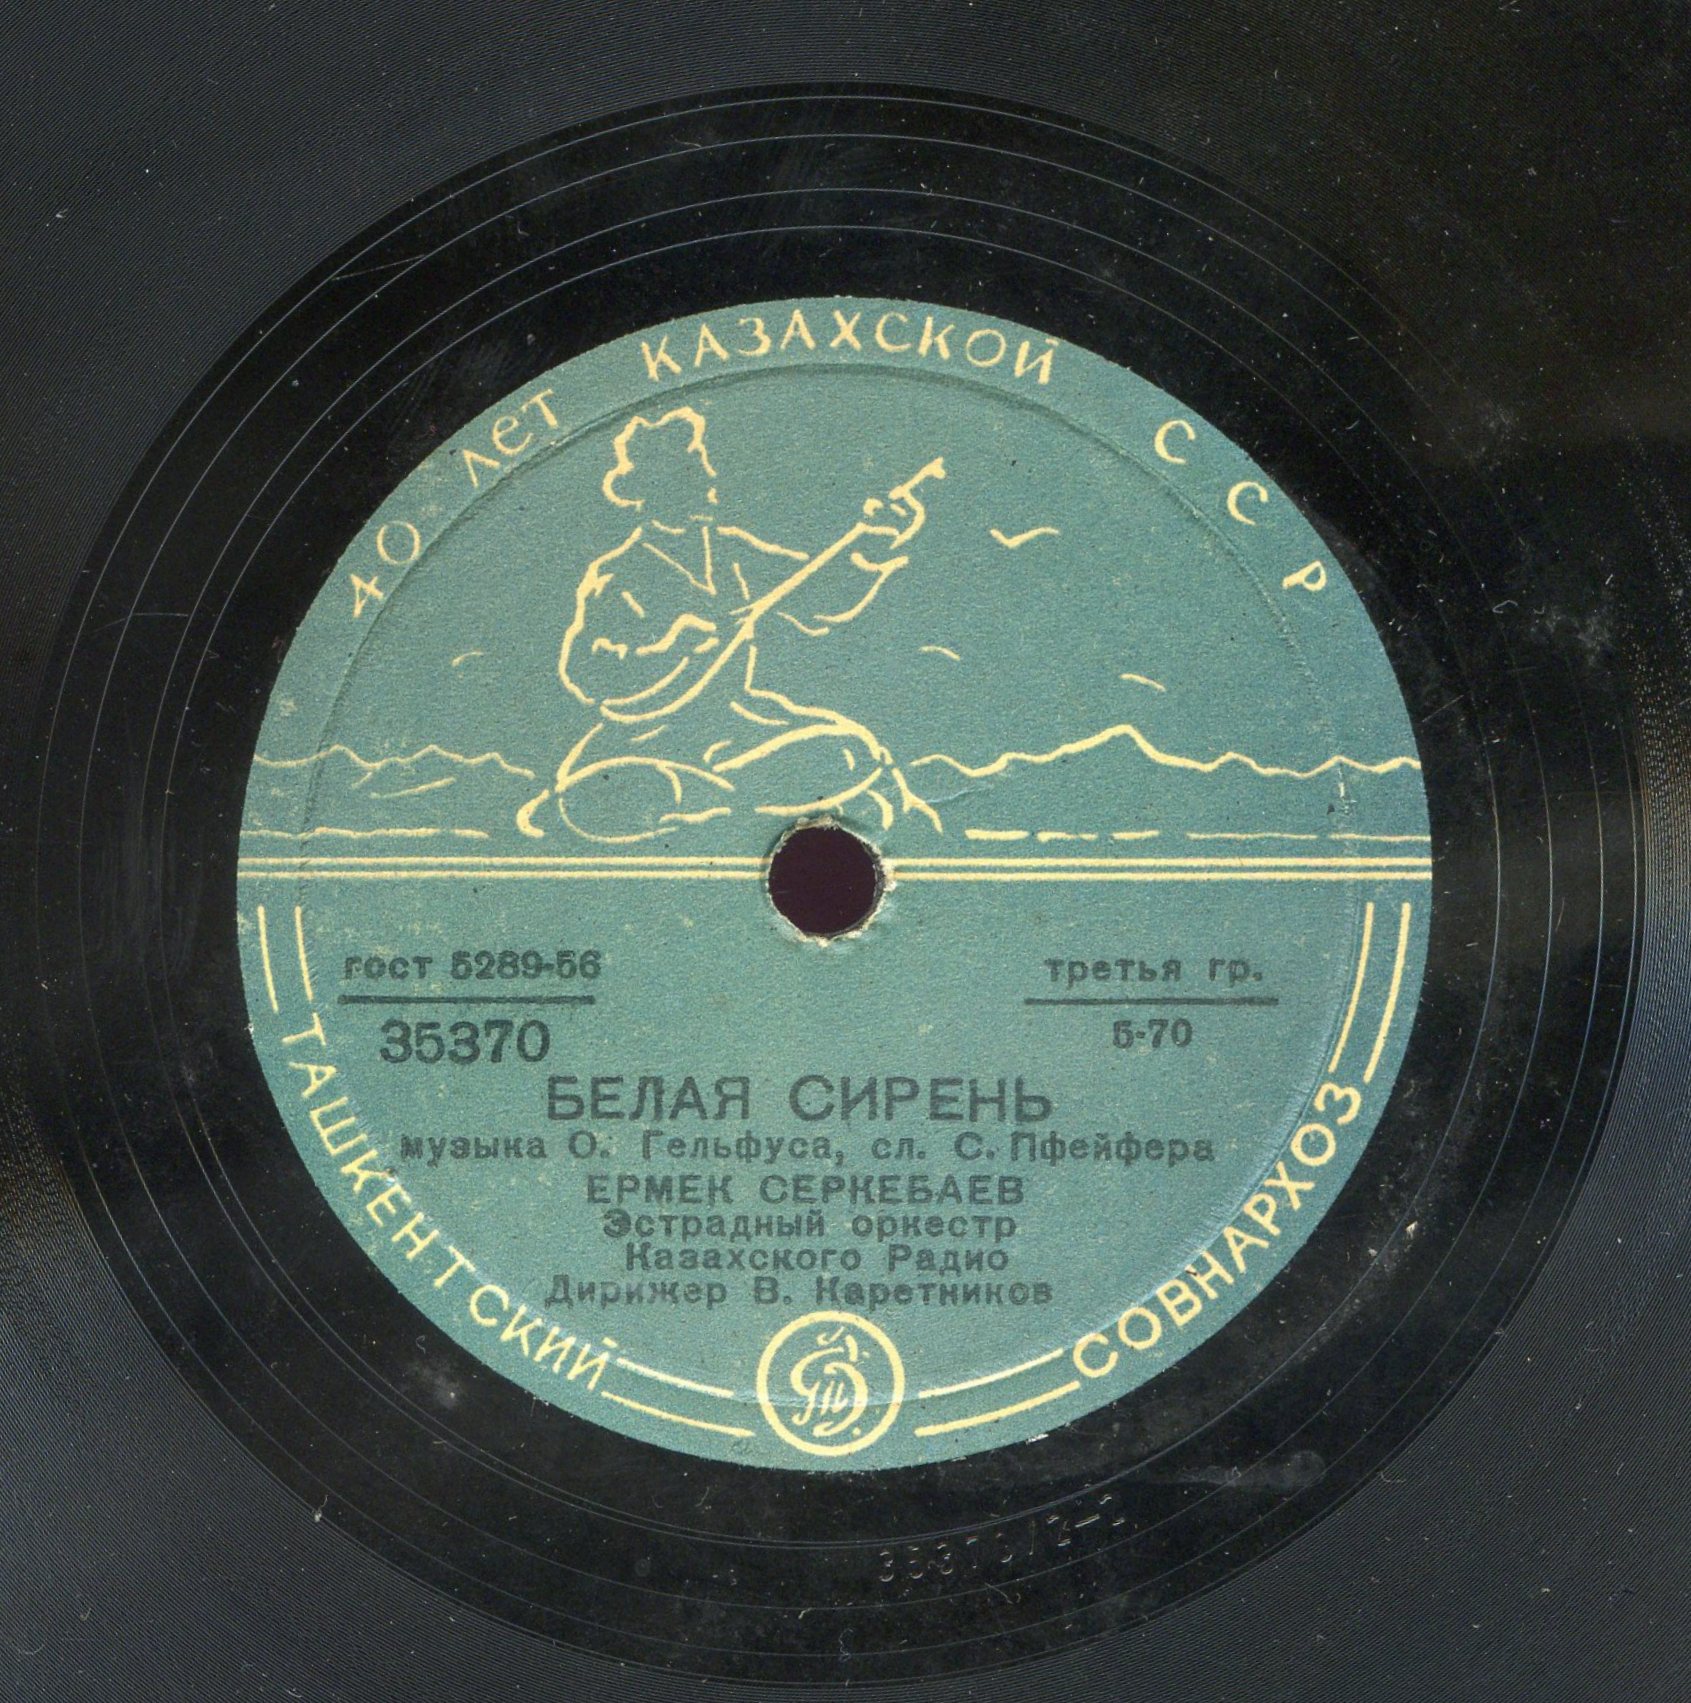 40 лет КАЗАХСКОЙ ССР
гост 5289-56
третья гр.
35370
5-70
БЕЛАЯ СИРЕНЬ
музыка О. Гельфуса, сл. С. Пфейфера
ЕРМЕК СЕРКЕБАЕВ
Эстрадный оркестр
Казахского Радио
Дирижер В. Каретников
ТАШКЕНТСКИЙ
СОВНАРХОЗ